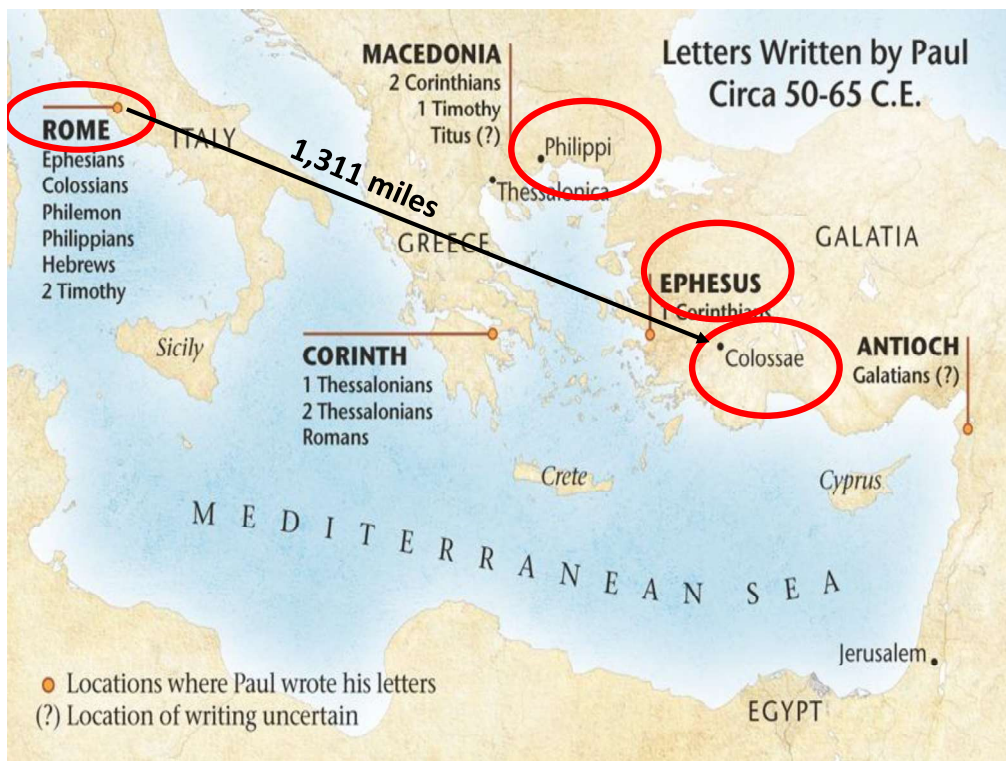 Letters Written by Paul
Circa 50-65 C.E.
MACEDONIA
2 Corinthians
1 Timothy
Titus (?)
Philippi
Thessalonica
ROME
Ephesians
Colossians
Philemon
Philippians
Hebrews
2 Timothy
ITALY
1,311 miles
GREECE
GALATIA
EPHESUS
1 Corinthians
Colossae
ANTIOCH
Galatians (?)
Sicily
CORINTH
1 Thessalonians
2 Thessalonians
Romans
Crete
Cyprus
MEDITERRANEAN SEA
Jerusalem
EGYPT
Locations where Paul wrote his letters
(?) Location of writing uncertain